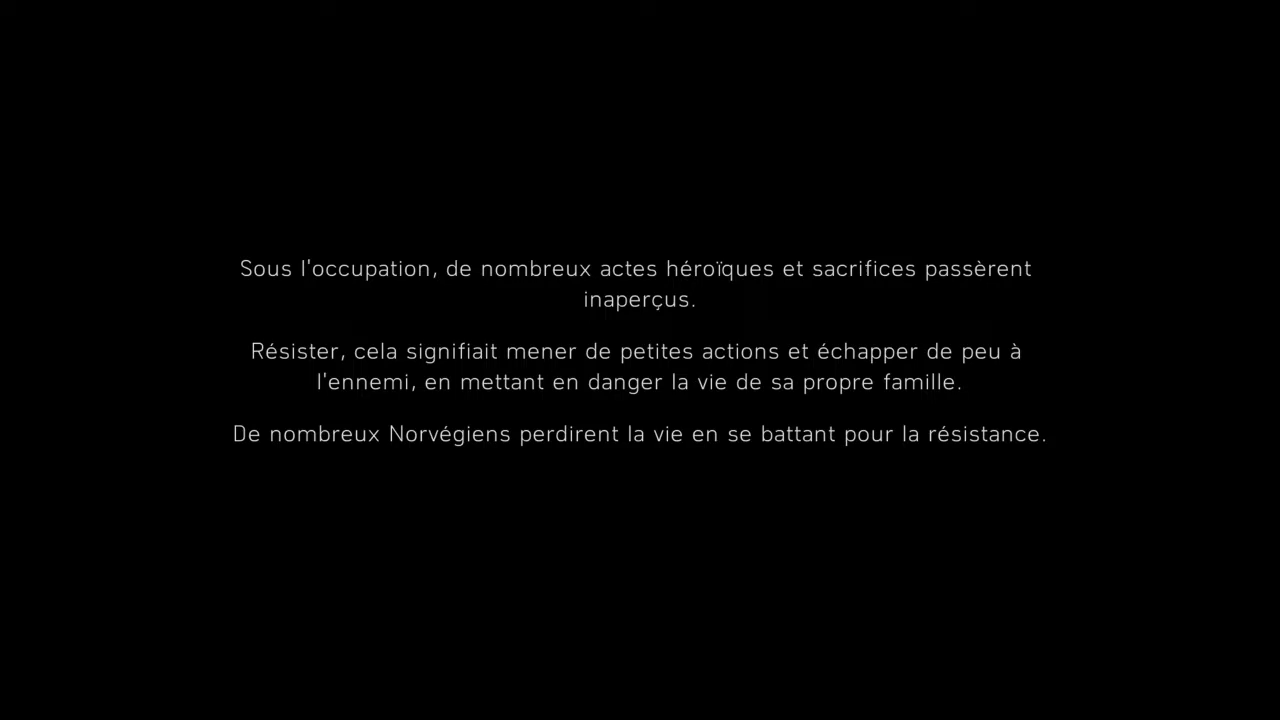 Sous l'occupation, de nombreux actes héroïques et sacrifices passèrent
inaperçus.
Résister, cela signifiait mener de petites actions et échapper de peu à
l'ennemi, en mettant en danger la vie de sa propre famille.
De nombreux Norvégiens perdirent la vie en se battant pour la résistance.